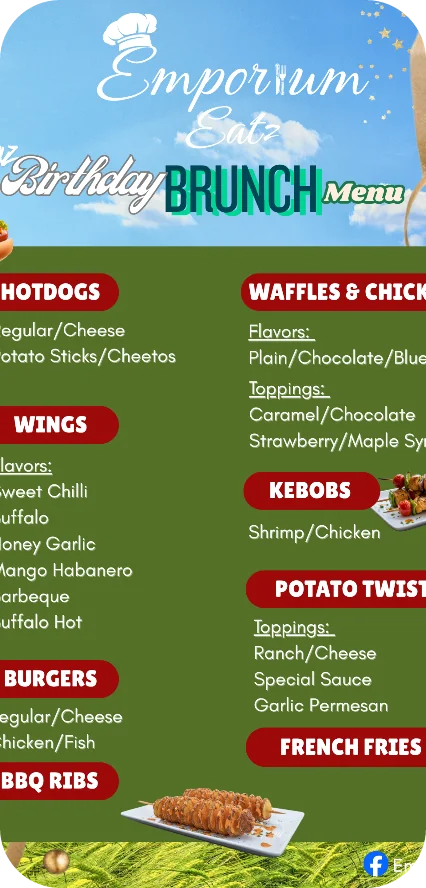 Emporium
Eatz
Birthday BRUNCH Menu
HOTDOGS
egular/Cheese
otato Sticks/Cheetos
WINGS
lavors:
weet Chilli
uffalo
oney Garlic
Mango Habanero
arbeque
uffalo Hot
BURGERS
egular/Cheese
hicken/Fish
BBQ RIBS
WAFFLES & CHICK
Flavors:
Plain/Chocolate/Blue
Toppings:
Caramel/Chocolate
Strawberry/Maple Sy
KEBOBS
Shrimp/Chicken
POTATO TWIST
Toppings:
Ranch/Cheese
Special Sauce
Garlic Permesan
FRENCH FRIES